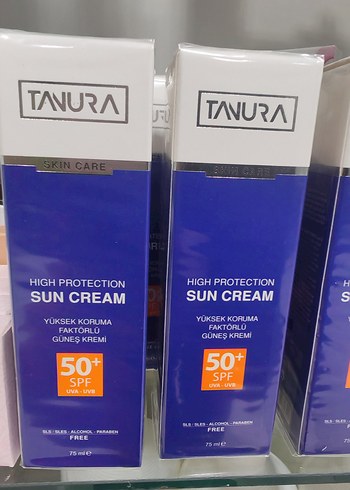 TANURA
SKIN CARE
HIGH PROTECTION
SUN CREAM
YÜKSEK KORUMA
FAKTÖRLÜ
GÜNEŞ KREMİ
50+
SPF
UVA - UVB
SLS / SLES - ALCOHOL - PARABEN
FREE
75 ml e
TANURA
SKIN CARE
HIGH PROTECTION
SUN CREAM
YÜKSEK KORUMA
FAKTÖRLÜ
GÜNEŞ KREMİ
50+
SPF
UVA - UVB
SLS / SLES - ALCOHOL - PARABEN
FREE
75 ml e